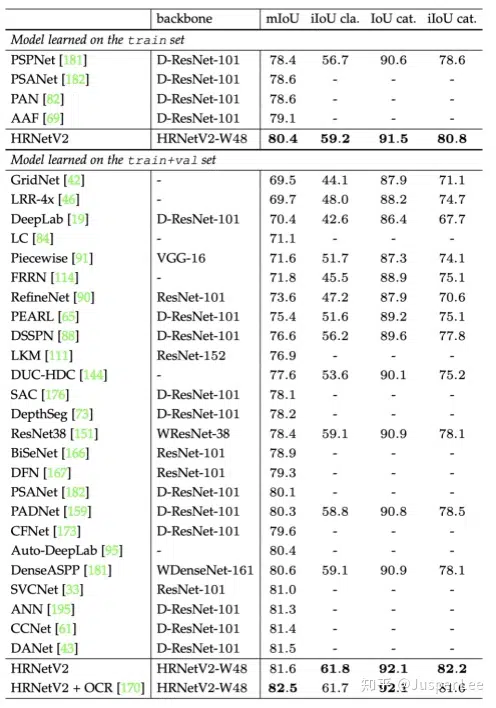 backbone mIoU iIoU cla. IoU cat. iIoU cat.
Model learned on the train set
PSPNet [181] D-ResNet-101 78.4 56.7 90.6 78.6
PSANet [182] D-ResNet-101 78.6 - - -
PAN [82] D-ResNet-101 78.6 - - -
AAF [69] D-ResNet-101 79.1 - - -
HRNetV2 HRNetV2-W48 80.4 59.2 91.5 80.8
Model learned on the train+val set
GridNet [42] - 69.5 44.1 87.9 71.1
LRR-4x [46] - 69.7 48.0 88.2 74.7
DeepLab [19] D-ResNet-101 70.4 42.6 86.4 67.7
LC [84] - 71.1 - - -
Piecewise [91] VGG-16 71.6 51.7 87.3 74.1
FRRN [114] - 71.8 45.5 88.9 75.1
RefineNet [90] ResNet-101 73.6 47.2 87.9 70.6
PEARL [65] D-ResNet-101 75.4 51.6 89.2 75.1
DSSPN [88] D-ResNet-101 76.6 56.2 89.6 77.8
LKM [111] ResNet-152 76.9 - - -
DUC-HDC [144] - 77.6 53.6 90.1 75.2
SAC [176] D-ResNet-101 78.1 - - -
DepthSeg [73] D-ResNet-101 78.2 - - -
ResNet38 [151] WResNet-38 78.4 59.1 90.9 78.1
BiSeNet [166] ResNet-101 78.9 - - -
DFN [167] ResNet-101 79.3 - - -
PSANet [182] D-ResNet-101 80.1 - - -
PADNet [159] D-ResNet-101 80.3 58.8 90.8 78.5
CFNet [173] D-ResNet-101 79.6 - - -
Auto-DeepLab [95] - 80.4 - - -
DenseASPP [181] WDenseNet-161 80.6 59.1 90.9 78.1
SVCNet [33] ResNet-101 81.0 - - -
ANN [195] D-ResNet-101 81.3 - - -
CCNet [61] D-ResNet-101 81.4 - - -
DANet [43] D-ResNet-101 81.5 - - -
HRNetV2 HRNetV2-W48 81.6 61.8 92.1 82.2
HRNetV2 + OCR [170] HRNetV2-W48 82.5 61.7 92.1 81.6
知乎 @JusperLee